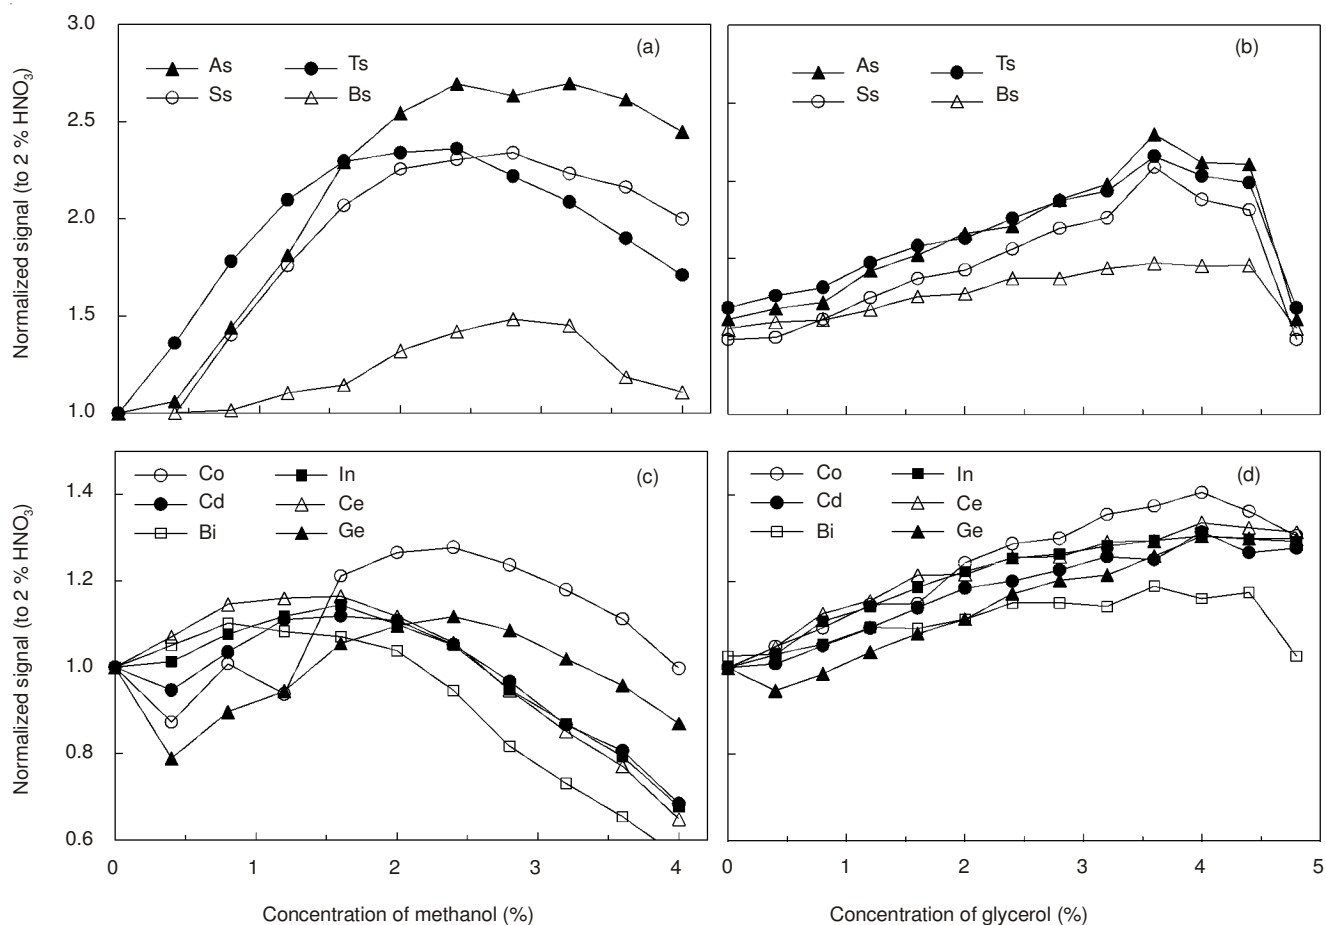 3.0
2.5
2.0
1.5
1.0
Normalized signal (to 2 % HNO₃)
(a)
As Ts
Ss Bs
(b)
As Ts
Ss Bs
1.4
1.2
1.0
0.8
0.6
Normalized signal (to 2 % HNO₃)
(c)
Co In
Cd Ce
Bi Ge
0 1 2 3 4
Concentration of methanol (%)
(d)
Co In
Cd Ce
Bi Ge
0 1 2 3 4 5
Concentration of glycerol (%)